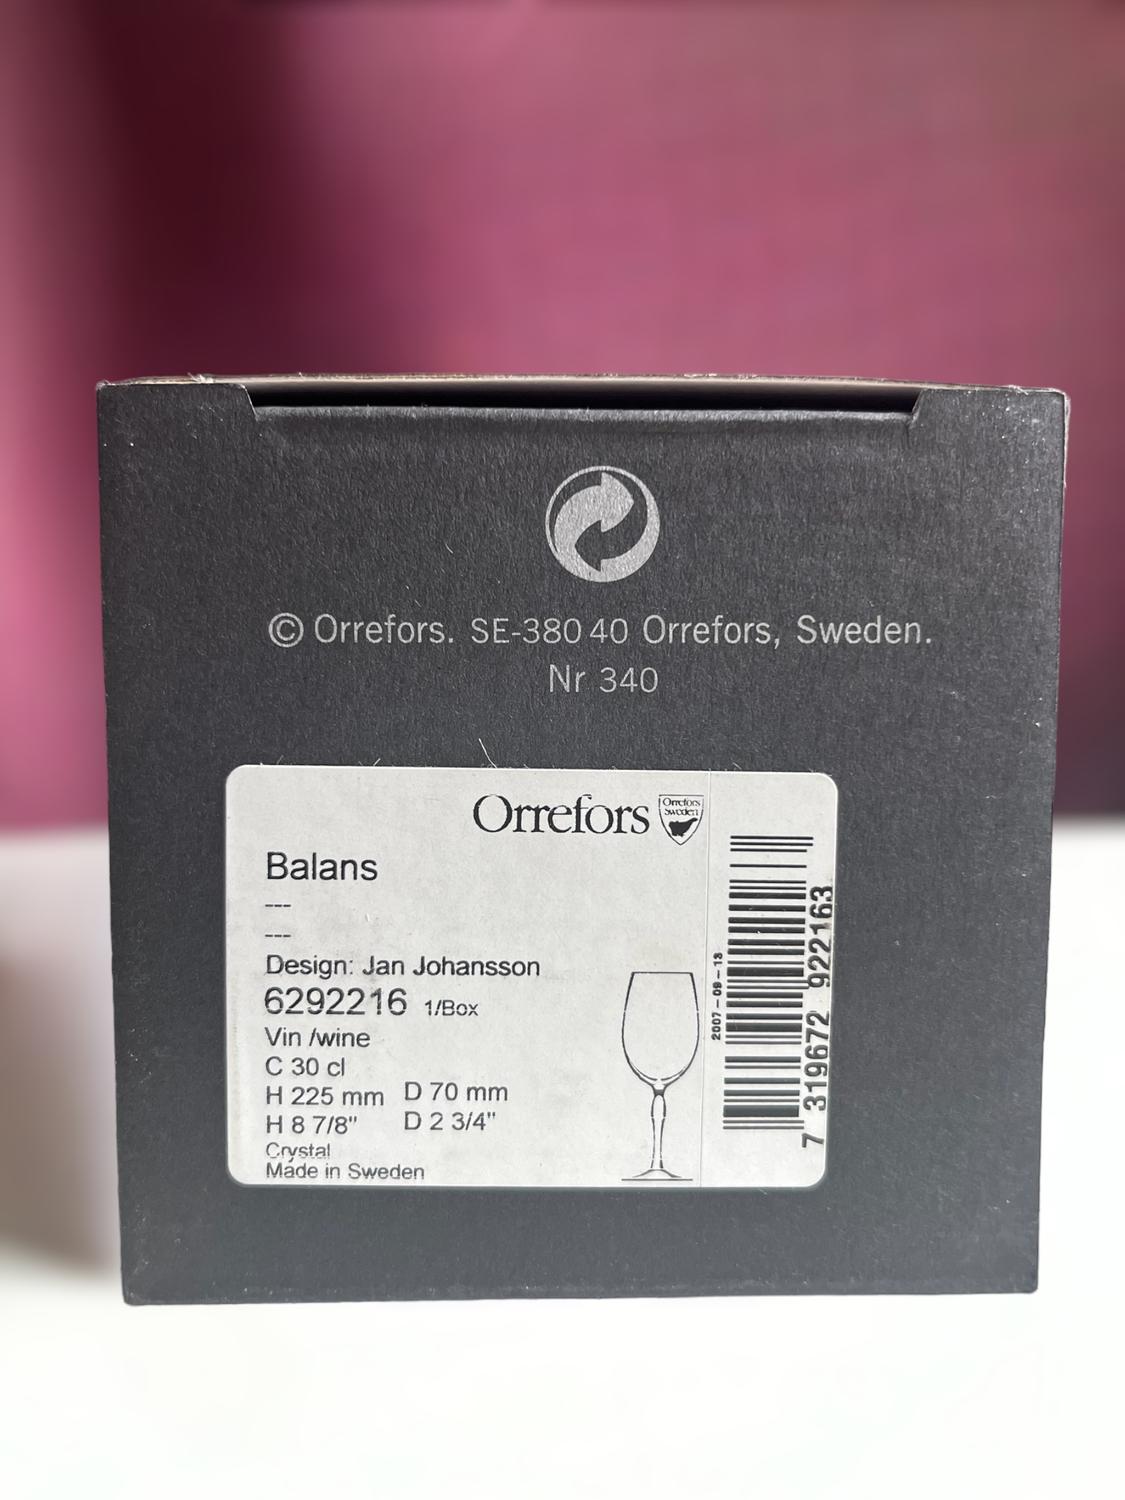 © Orrefors. SE-380 40 Orrefors, Sweden.
Nr 340
Orrefors
Orrefors
Sweden
Balans
---
---
Design: Jan Johansson
6292216 1/Box
Vin /wine
C 30 cl
H 225 mm D 70 mm
H 8 7/8" D 2 3/4"
Crystal
Made in Sweden
2007-09-13
7 319672 922163